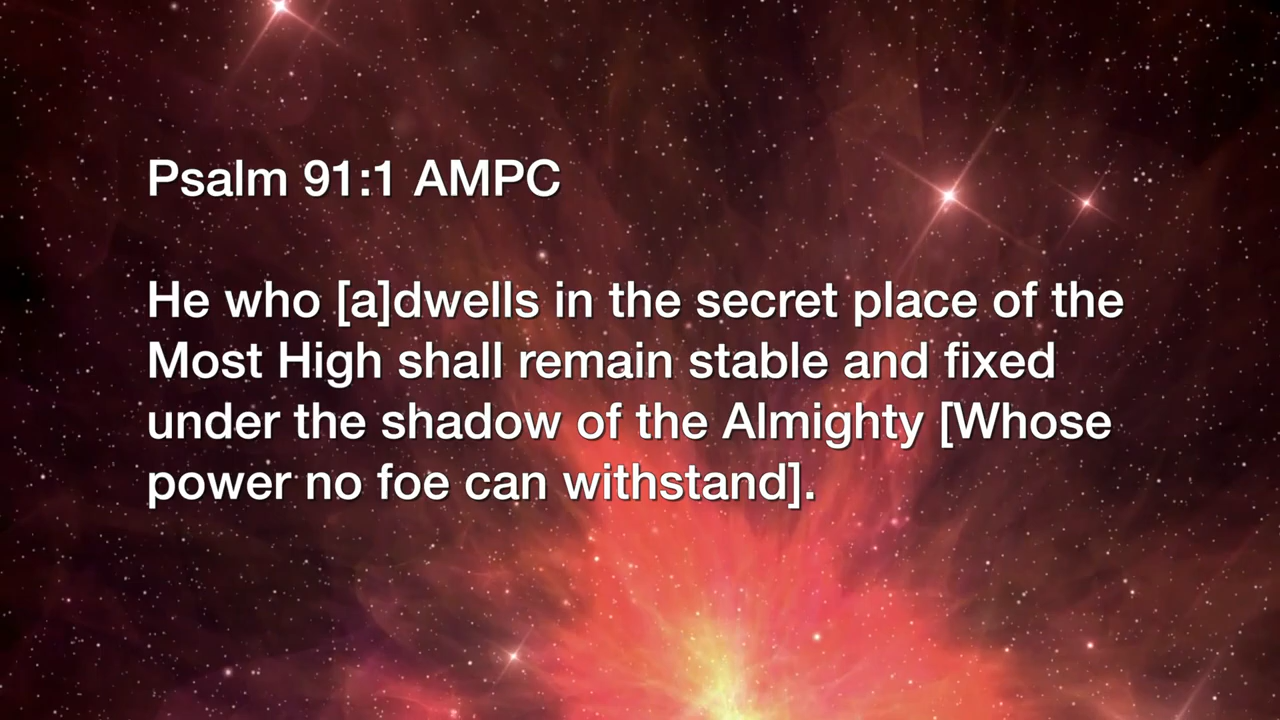 Psalm 91:1 AMPC
He who [a]dwells in the secret place of the
Most High shall remain stable and fixed
under the shadow of the Almighty [Whose
power no foe can withstand].